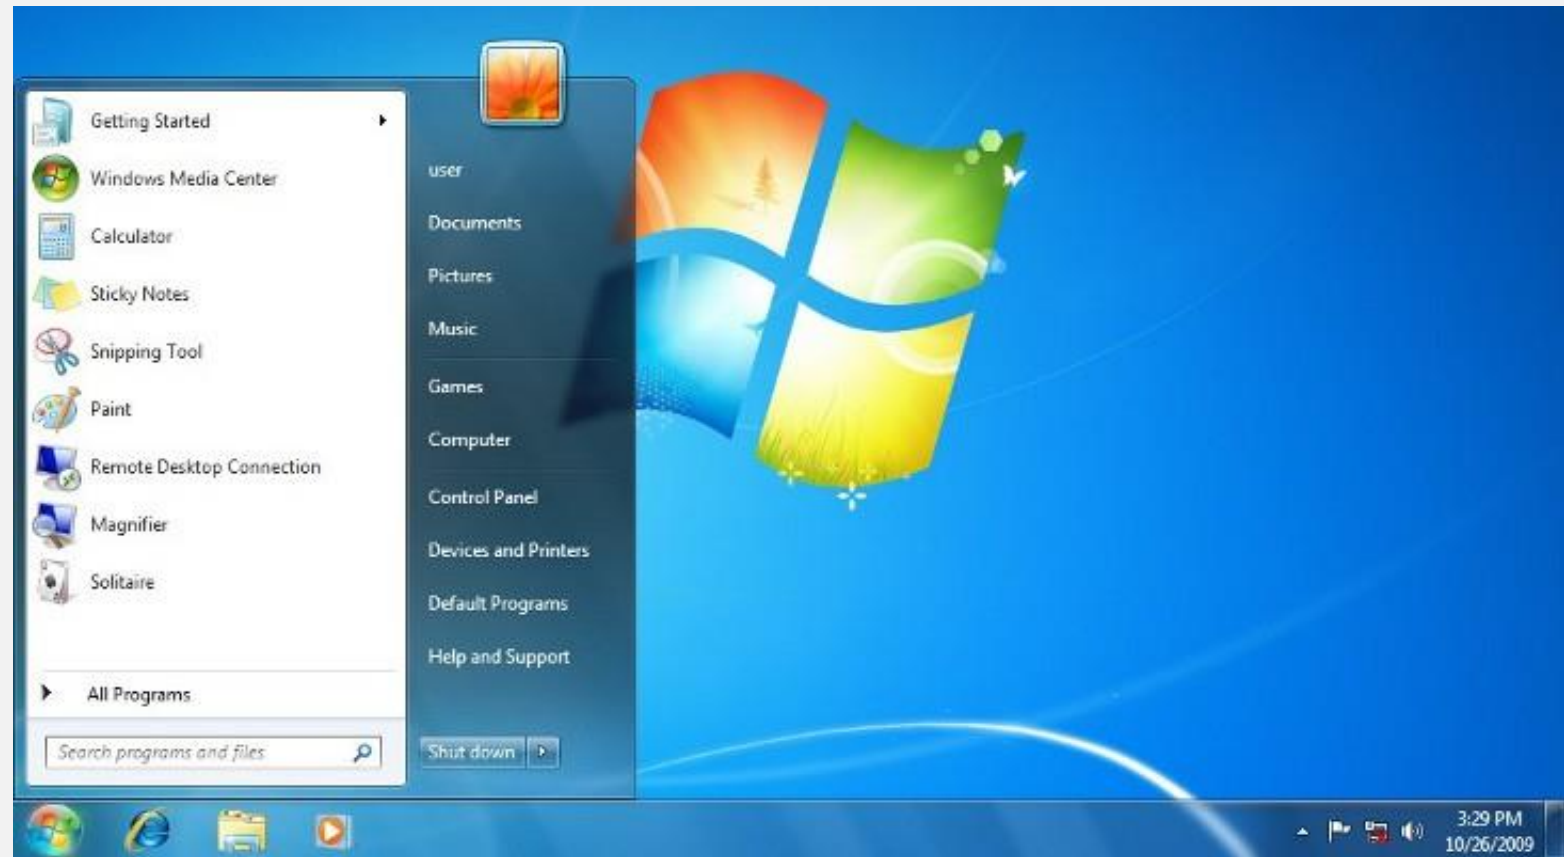 Getting Started
Windows Media Center
Calculator
Sticky Notes
Snipping Tool
Paint
Remote Desktop Connection
Magnifier
Solitaire
All Programs
Search programs and files
user
Documents
Pictures
Music
Games
Computer
Control Panel
Devices and Printers
Default Programs
Help and Support
Shut down
3:29 PM
10/26/2009